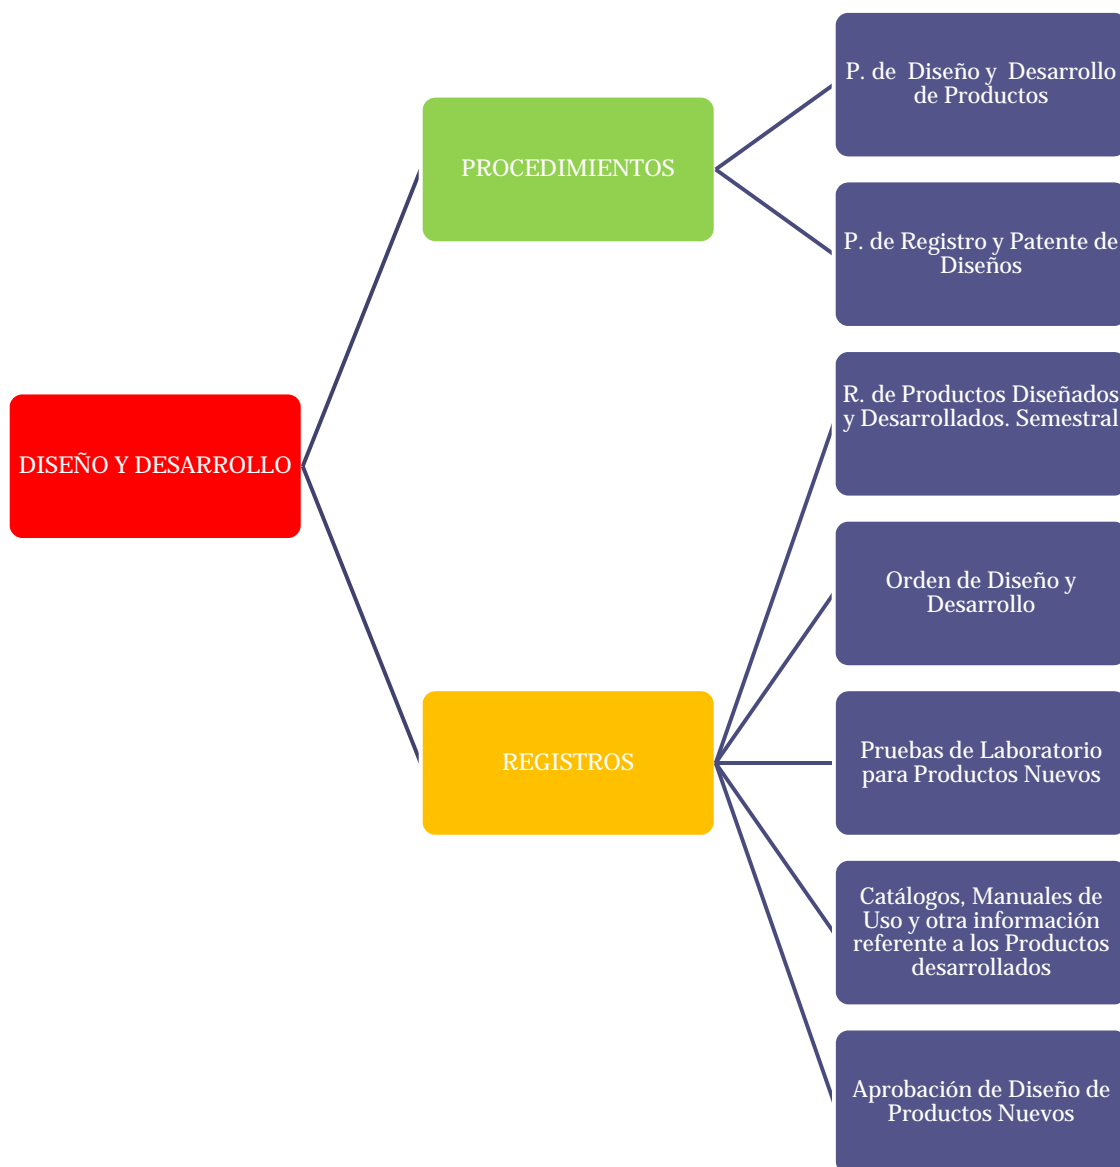 P. de Diseño y Desarrollo
de Productos
PROCEDIMIENTOS
P. de Registro y Patente de
Diseños
R. de Productos Diseñados
y Desarrollados. Semestral
DISEÑO Y DESARROLLO
Orden de Diseño y
Desarrollo
REGISTROS
Pruebas de Laboratorio
para Productos Nuevos
Catálogos, Manuales de
Uso y otra información
referente a los Productos
desarrollados
Aprobación de Diseño de
Productos Nuevos